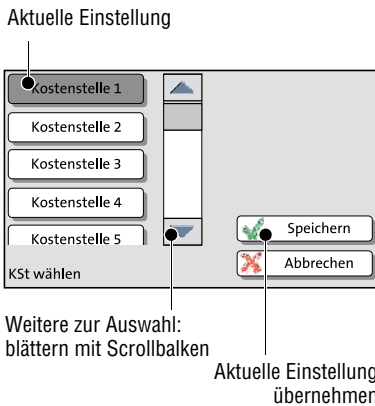 Aktuelle Einstellung
Kostenstelle 1
Kostenstelle 2
Kostenstelle 3
Kostenstelle 4
Kostenstelle 5
Speichern
Abbrechen
KSt wählen
Weitere zur Auswahl:
blättern mit Scrollbalken
Aktuelle Einstellung
übernehmen